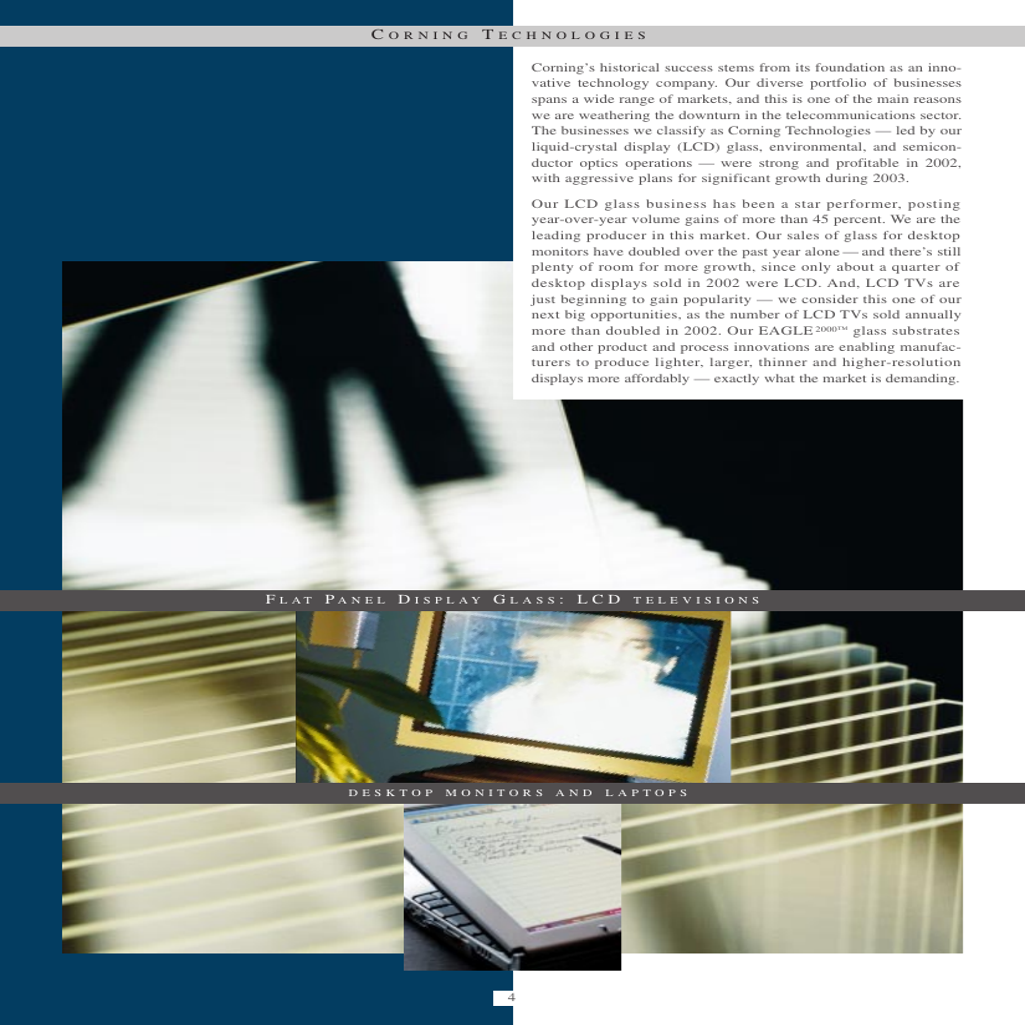 CORNING TECHNOLOGIES
Corning's historical success stems from its foundation as an inno-
vative technology company. Our diverse portfolio of businesses
spans a wide range of markets, and this is one of the main reasons
we are weathering the downturn in the telecommunications sector.
The businesses we classify as Corning Technologies — led by our
liquid-crystal display (LCD) glass, environmental, and semicon-
ductor optics operations — were strong and profitable in 2002,
with aggressive plans for significant growth during 2003.
Our LCD glass business has been a star performer, posting
year-over-year volume gains of more than 45 percent. We are the
leading producer in this market. Our sales of glass for desktop
monitors have doubled over the past year alone — and there's still
plenty of room for more growth, since only about a quarter of
desktop displays sold in 2002 were LCD. And, LCD TVs are
just beginning to gain popularity — we consider this one of our
next big opportunities, as the number of LCD TVs sold annually
more than doubled in 2002. Our EAGLE2000™ glass substrates
and other product and process innovations are enabling manufac-
turers to produce lighter, larger, thinner and higher-resolution
displays more affordably — exactly what the market is demanding.
FLAT PANEL DISPLAY GLASS: LCD TELEVISIONS
DESKTOP MONITORS AND LAPTOPS
4